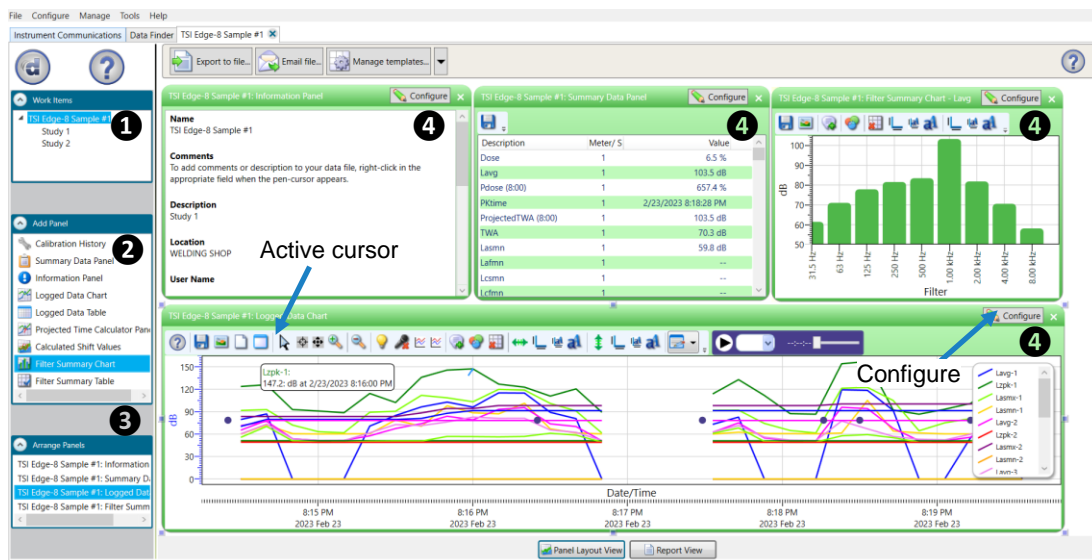 File Configure Manage Tools Help
Instrument Communications Data Finder TSI Edge-8 Sample #1
d ?
Export to file... Email file... Manage templates... ?
Work Items
TSI Edge-8 Sample #1
Study 1
Study 2
1
Add Panel
Calibration History
2
Summary Data Panel
Information Panel
Logged Data Chart
Logged Data Table
Projected Time Calculator Pan
Calculated Shift Values
Filter Summary Chart
Filter Summary Table
3
Arrange Panels
TSI Edge-8 Sample #1: Information
TSI Edge-8 Sample #1: Summary D
TSI Edge-8 Sample #1: Logged Dat
TSI Edge-8 Sample #1: Filter Summ
TSI Edge-8 Sample #1: Information Panel Configure
4
Name
TSI Edge-8 Sample #1
Comments
To add comments or description to your data file, right-click in the
appropriate field when the pen-cursor appears.
Description
Study 1
Location
WELDING SHOP
User Name
Active cursor
TSI Edge-8 Sample #1: Summary Data Panel Configure
4
Description Meter/ S Value
Dose 1 6.5 %
Lavg 1 103.5 dB
Pdose (8:00) 1 657.4 %
PKtime 1 2/23/2023 8:18:28 PM
ProjectedTWA (8:00) 1 103.5 dB
TWA 1 70.3 dB
Lasmn 1 59.8 dB
Lafmn 1 --
Lcsmn 1 --
Lcfmn 1 --
TSI Edge-8 Sample #1: Filter Summary Chart - Lavg Configure
4
100
90
80
70
60
50
dB
31.5 Hz 63 Hz 125 Hz 250 Hz 500 Hz 1.00 kHz 2.00 kHz 4.00 kHz 8.00 kHz
Filter
TSI Edge-8 Sample #1: Logged Data Chart Configure
4
Configure
Lzpk-1:
147.2: dB at 2/23/2023 8:16:00 PM
150
120
90
60
30
0
dB
Lavg-1
Lzpk-1
Lasmx-1
Lasmn-1
Lavg-2
Lzpk-2
Lasmx-2
Lasmn-2
Lavg-3
Date/Time
8:15 PM 8:16 PM 8:17 PM 8:18 PM 8:19 PM
2023 Feb 23 2023 Feb 23 2023 Feb 23 2023 Feb 23 2023 Feb 23
Panel Layout View Report View